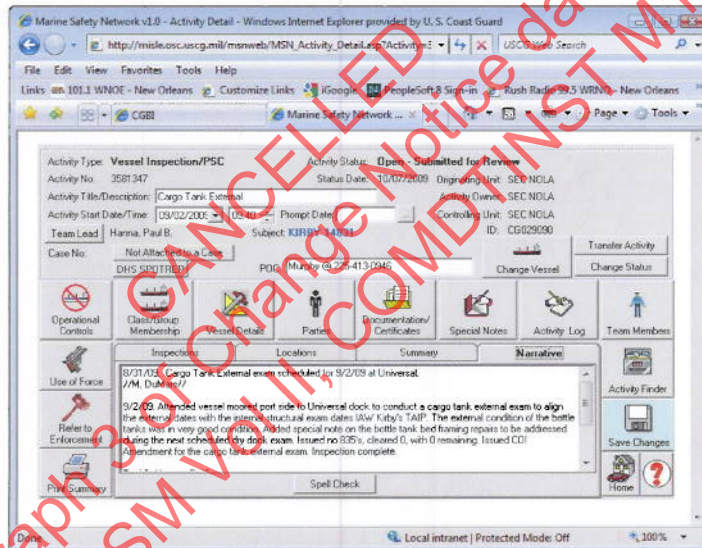 Marine Safety Network v1.0 - Activity Detail - Windows Internet Explorer provided by U. S. Coast Guard
http://misle.osc.uscg.mil/msnweb/MSN_Activity_Detail.asp?Activity=3
USCG Web Search
File Edit View Favorites Tools Help
Links 101.1 WNOE - New Orleans Customize Links iGoogle PeopleSoft 8 Sign-in Rush Radio 99.5 WRNO - New Orleans
CGBI Marine Safety Network ... Page Tools
Activity Type: Vessel Inspection/PSC Activity Status: Open - Submitted for Review
Activity No: 3581347 Status Date: 10/07/2009 Originating Unit: SEC NOLA
Activity Title/Description: Cargo Tank External Activity Owner: SEC NOLA
Activity Start Date/Time: 09/02/2009 09:40 Prompt Date: Controlling Unit: SEC NOLA
Team Lead Hanna, Paul B. Subject: KIRBY 14831 ID: CG029090
Case No: Not Attached to a Case Transfer Activity
DHS SPOTREP POC Murphy @ 225-413-0946 Change Vessel Change Status
Operational Controls Class/Group Membership Vessel Details Parties Documentation/ Certificates Special Notes Activity Log Team Members
Inspections Locations Summary Narrative
Use of Force
Refer to Enforcement
Print Summary
8/31/09: Cargo Tank External exam scheduled for 9/2/09 at Universal.
//M. DuMars//
9/2/09: Attended vessel moored port side to Universal dock to conduct a cargo tank external exam to align
the external dates with the internal structural exam dates IAW Kirby's TAIP. The external condition of the bottle
tanks was in very good condition. Added special note on the bottle tank bed framing repairs to be addressed
during the next scheduled dry dock exam. Issued no 835's, cleared 0, with 0 remaining. Issued COI
Amendment for the cargo tank external exam. Inspection complete.
Activity Finder
Save Changes
Home
Spell Check
Done Local intranet | Protected Mode: Off 100%
CANCELLED
graph 3 of Change Notice da
SM Vol II, COMDTINST M1